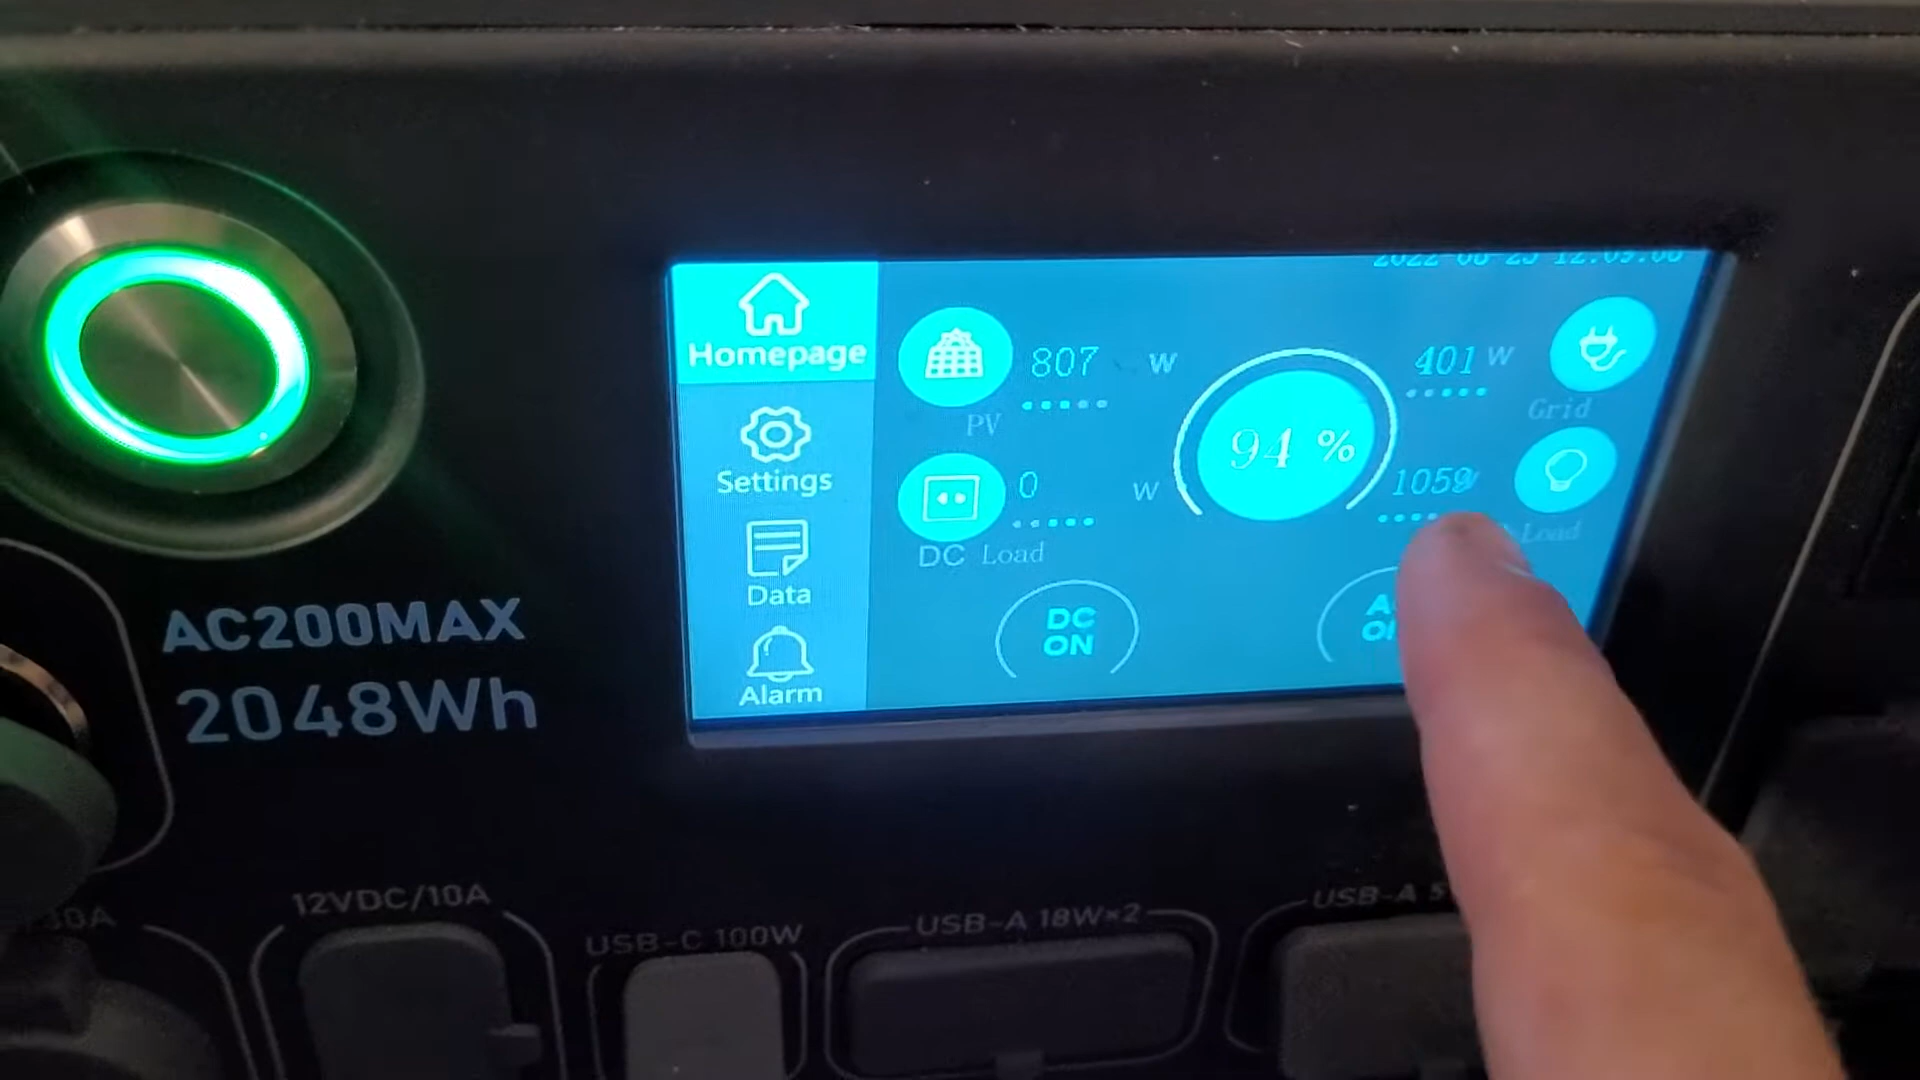 Homepage
Settings
Data
Alarm
807 W
PV
0 W
DC Load
94 %
401 W
Grid
1059
Load
DC
ON
AC200MAX
2048Wh
12VDC/10A
USB-C 100W
USB-A 18W×2
USB-A 5